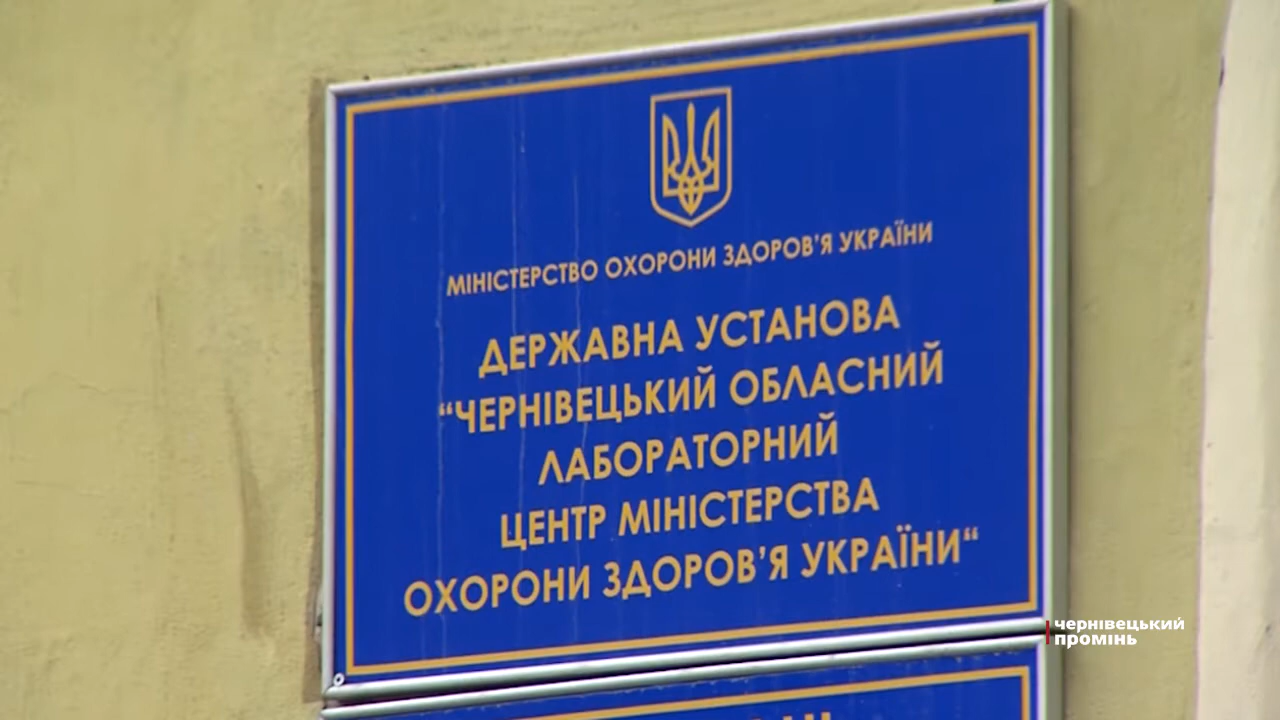 МІНІСТЕРСТВО ОХОРОНИ ЗДОРОВ'Я УКРАЇНИ
ДЕРЖАВНА УСТАНОВА
“ЧЕРНІВЕЦЬКИЙ ОБЛАСНИЙ
ЛАБОРАТОРНИЙ
ЦЕНТР МІНІСТЕРСТВА
ОХОРОНИ ЗДОРОВ'Я УКРАЇНИ“
чернівецький
промінь